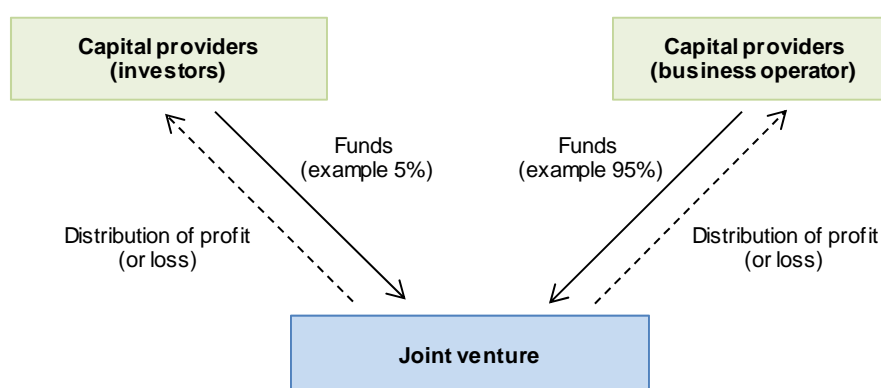 Capital providers
(investors)
Capital providers
(business operator)
Funds
(example 5%)
Funds
(example 95%)
Distribution of profit
(or loss)
Distribution of profit
(or loss)
Joint venture